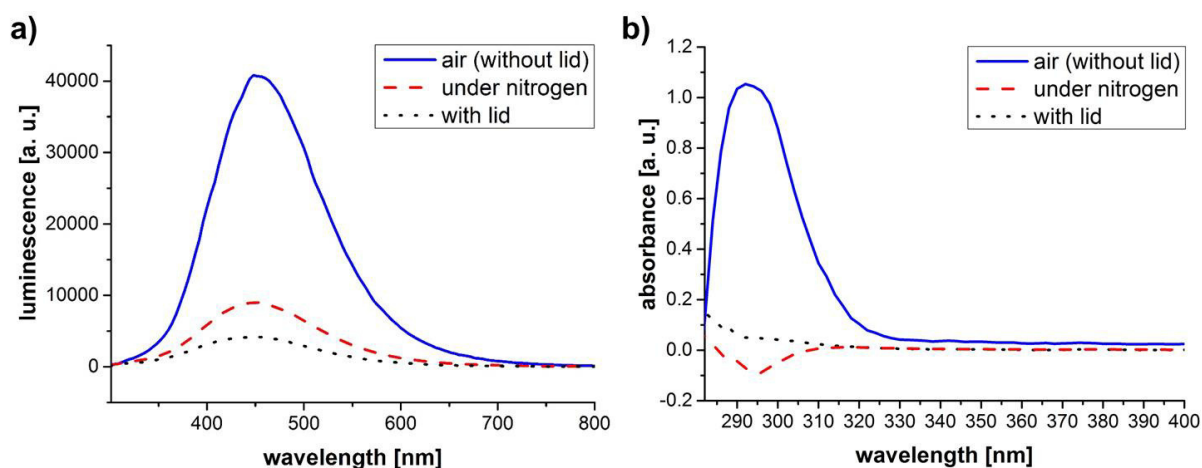 a)
luminescence [a. u.]
40000
30000
20000
10000
0
400
500
600
700
800
wavelength [nm]
air (without lid)
under nitrogen
with lid
b)
absorbance [a. u.]
1.2
1.0
0.8
0.6
0.4
0.2
0.0
-0.2
290 300 310 320 330 340 350 360 370 380 390 400
wavelength [nm]
air (without lid)
under nitrogen
with lid